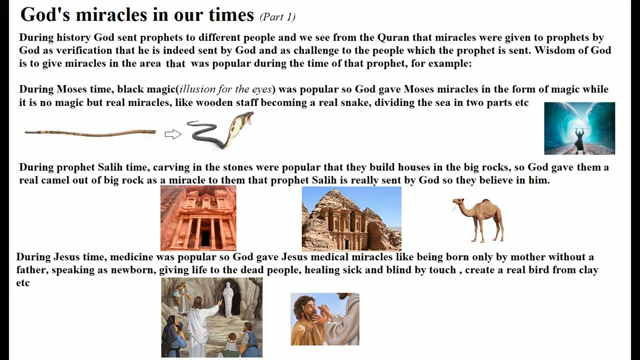 God's miracles in our times (Part 1)
During history God sent prophets to different people and we see from the Quran that miracles were given to prophets by
God as verification that he is indeed sent by God and as challenge to the people which the prophet is sent. Wisdom of God
is to give miracles in the area that was popular during the time of that prophet, for example:
During Moses time, black magic(illusion for the eyes) was popular so God gave Moses miracles in the form of magic while
it is no magic but real miracles, like wooden staff becoming a real snake, dividing the sea in two parts etc
During prophet Salih time, carving in the stones were popular that they build houses in the big rocks, so God gave them a
real camel out of big rock as a miracle to them that prophet Salih is really sent by God so they believe in him.
During Jesus time, medicine was popular so God gave Jesus medical miracles like being born only by mother without a
father, speaking as newborn, giving life to the dead people, healing sick and blind by touch , create a real bird from clay
etc